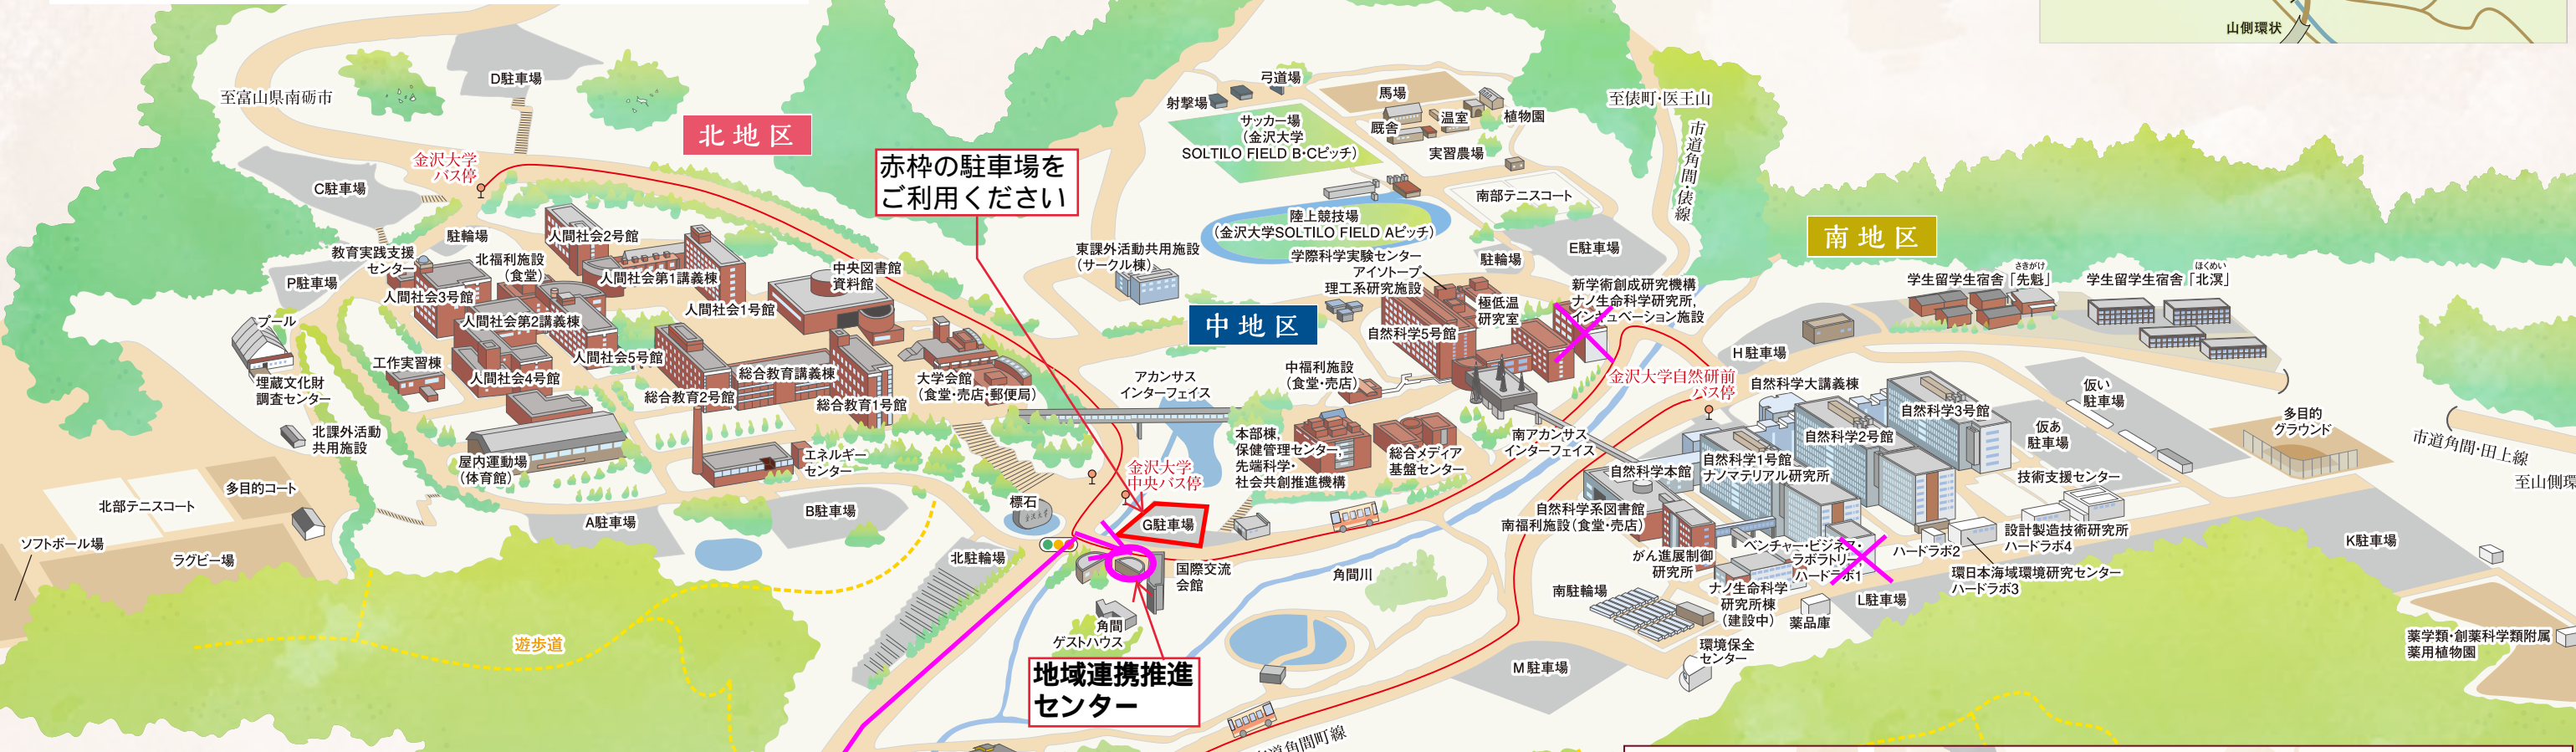 山側環状
D駐車場
至富山県南砺市
北地区
金沢大学
バス停
C駐車場
駐輪場
教育実践支援
センター
P駐車場
プール
埋蔵文化財
調査センター
北課外活動
共用施設
人間社会2号館
北福利施設
（食堂）
人間社会第1講義棟
人間社会3号館
人間社会1号館
人間社会第2講義棟
人間社会5号館
工作実習棟
人間社会4号館
中央図書館
資料館
総合教育講義棟
総合教育2号館
総合教育1号館
大学会館
（食堂・売店・郵便局）
屋内運動場
（体育館）
エネルギー
センター
多目的コート
北部テニスコート
ソフトボール場
ラグビー場
A駐車場
B駐車場
標石
北駐輪場
遊歩道
赤枠の駐車場を
ご利用ください
弓道場
射撃場
馬場
厩舎
温室
植物園
実習農場
サッカー場
（金沢大学
SOLTILO FIELD B・Cピッチ）
南部テニスコート
陸上競技場
（金沢大学SOLTILO FIELD Aピッチ）
東課外活動共用施設
（サークル棟）
中地区
学際科学実験センター
アイソトープ
理工系研究施設
駐輪場
E駐車場
極低温
研究室
新学術創成研究機構
ナノ生命科学研究所,
インキュベーション施設
自然科学5号館
中福利施設
（食堂・売店）
アカンサス
インターフェイス
本部棟,
保健管理センター,
先端科学・
社会共創推進機構
総合メディア
基盤センター
南アカンサス
インターフェイス
金沢大学
中央バス停
G駐車場
国際交流
会館
角間
ゲストハウス
地域連携推進
センター
角間川
至俵町・医王山
市道角間・俵線
南地区
学生留学生宿舎「先魁」
さきがけ
学生留学生宿舎「北溟」
ほくめい
H駐車場
金沢大学自然研前
バス停
自然科学大講義棟
自然科学3号館
自然科学2号館
自然科学1号館
ナノマテリアル研究所
自然科学本館
自然科学系図書館
南福利施設（食堂・売店）
がん進展制御
研究所
ベンチャー・ビジネス・
ラボラトリー,
ハードラボ1
ハードラボ2
ナノ生命科学
研究所棟
（建設中）
薬品庫
L駐車場
南駐輪場
環境保全
センター
M駐車場
仮い
駐車場
仮あ
駐車場
技術支援センター
設計製造技術研究所
ハードラボ4
環日本海域環境研究センター
ハードラボ3
多目的
グラウンド
市道角間・田上線
至山側環
K駐車場
薬学類・創薬科学類附属
薬用植物園
道角間町線